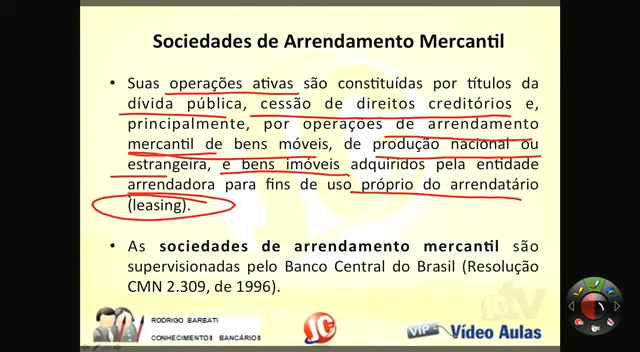 Sociedades de Arrendamento Mercantil
• Suas operações ativas são constituídas por títulos da
dívida pública, cessão de direitos creditórios e,
principalmente, por operações de arrendamento
mercantil de bens móveis, de produção nacional ou
estrangeira, e bens imóveis adquiridos pela entidade
arrendadora para fins de uso próprio do arrendatário
(leasing).
• As sociedades de arrendamento mercantil são
supervisionadas pelo Banco Central do Brasil (Resolução
CMN 2.309, de 1996).
RODRIGO BARBATI
CONHECIMENTOS BANCÁRIOS
VIP Vídeo Aulas